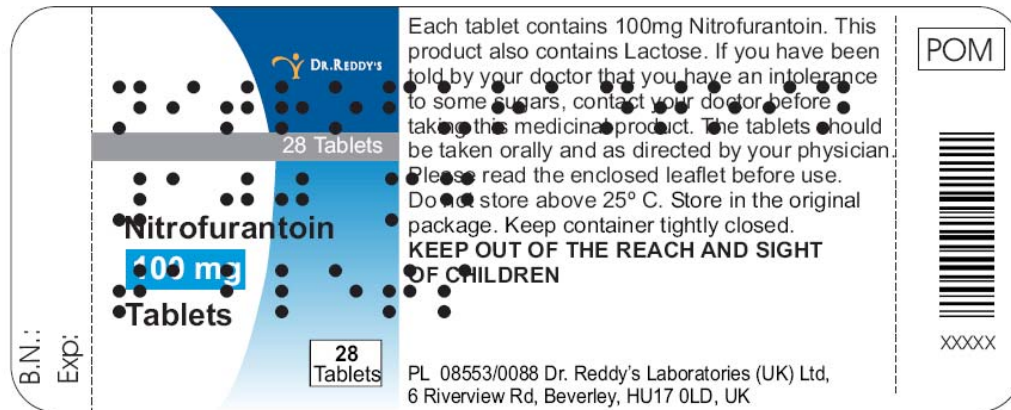 DR.REDDY'S
28 Tablets
Nitrofurantoin
100 mg
Tablets
28
Tablets
B.N.:
Exp:
Each tablet contains 100mg Nitrofurantoin. This
product also contains Lactose. If you have been
told by your doctor that you have an intolerance
to some sugars, contact your doctor before
taking this medicinal product. The tablets should
be taken orally and as directed by your physician.
Please read the enclosed leaflet before use.
Do not store above 25º C. Store in the original
package. Keep container tightly closed.
KEEP OUT OF THE REACH AND SIGHT
OF CHILDREN
PL 08553/0088 Dr. Reddy's Laboratories (UK) Ltd,
6 Riverview Rd, Beverley, HU17 0LD, UK
POM
XXXXX